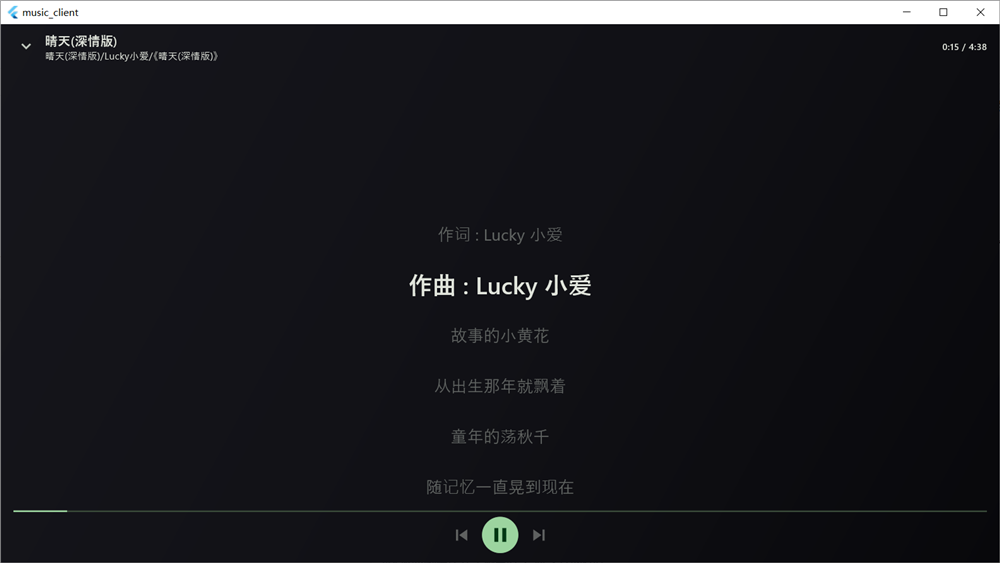 music_client
晴天(深情版)
晴天(深情版)/Lucky小爱/《晴天(深情版)》
0:15 / 4:38
作词 : Lucky 小爱
作曲 : Lucky 小爱
故事的小黄花
从出生那年就飘着
童年的荡秋千
随记忆一直晃到现在